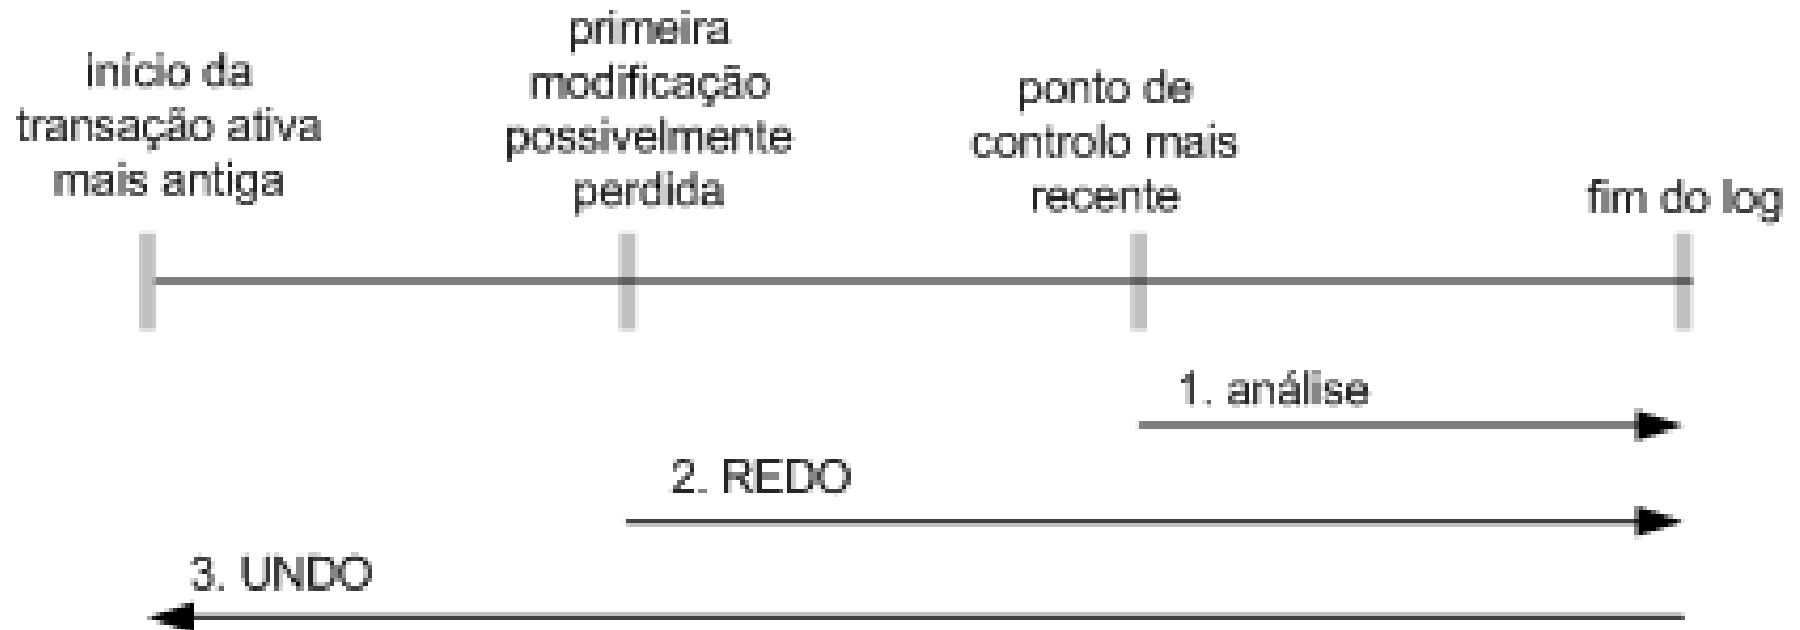 início da
transação ativa
mais antiga
primeira
modificação
possivelmente
perdida
ponto de
controlo mais
recente
fim do log
1. análise
2. REDO
3. UNDO